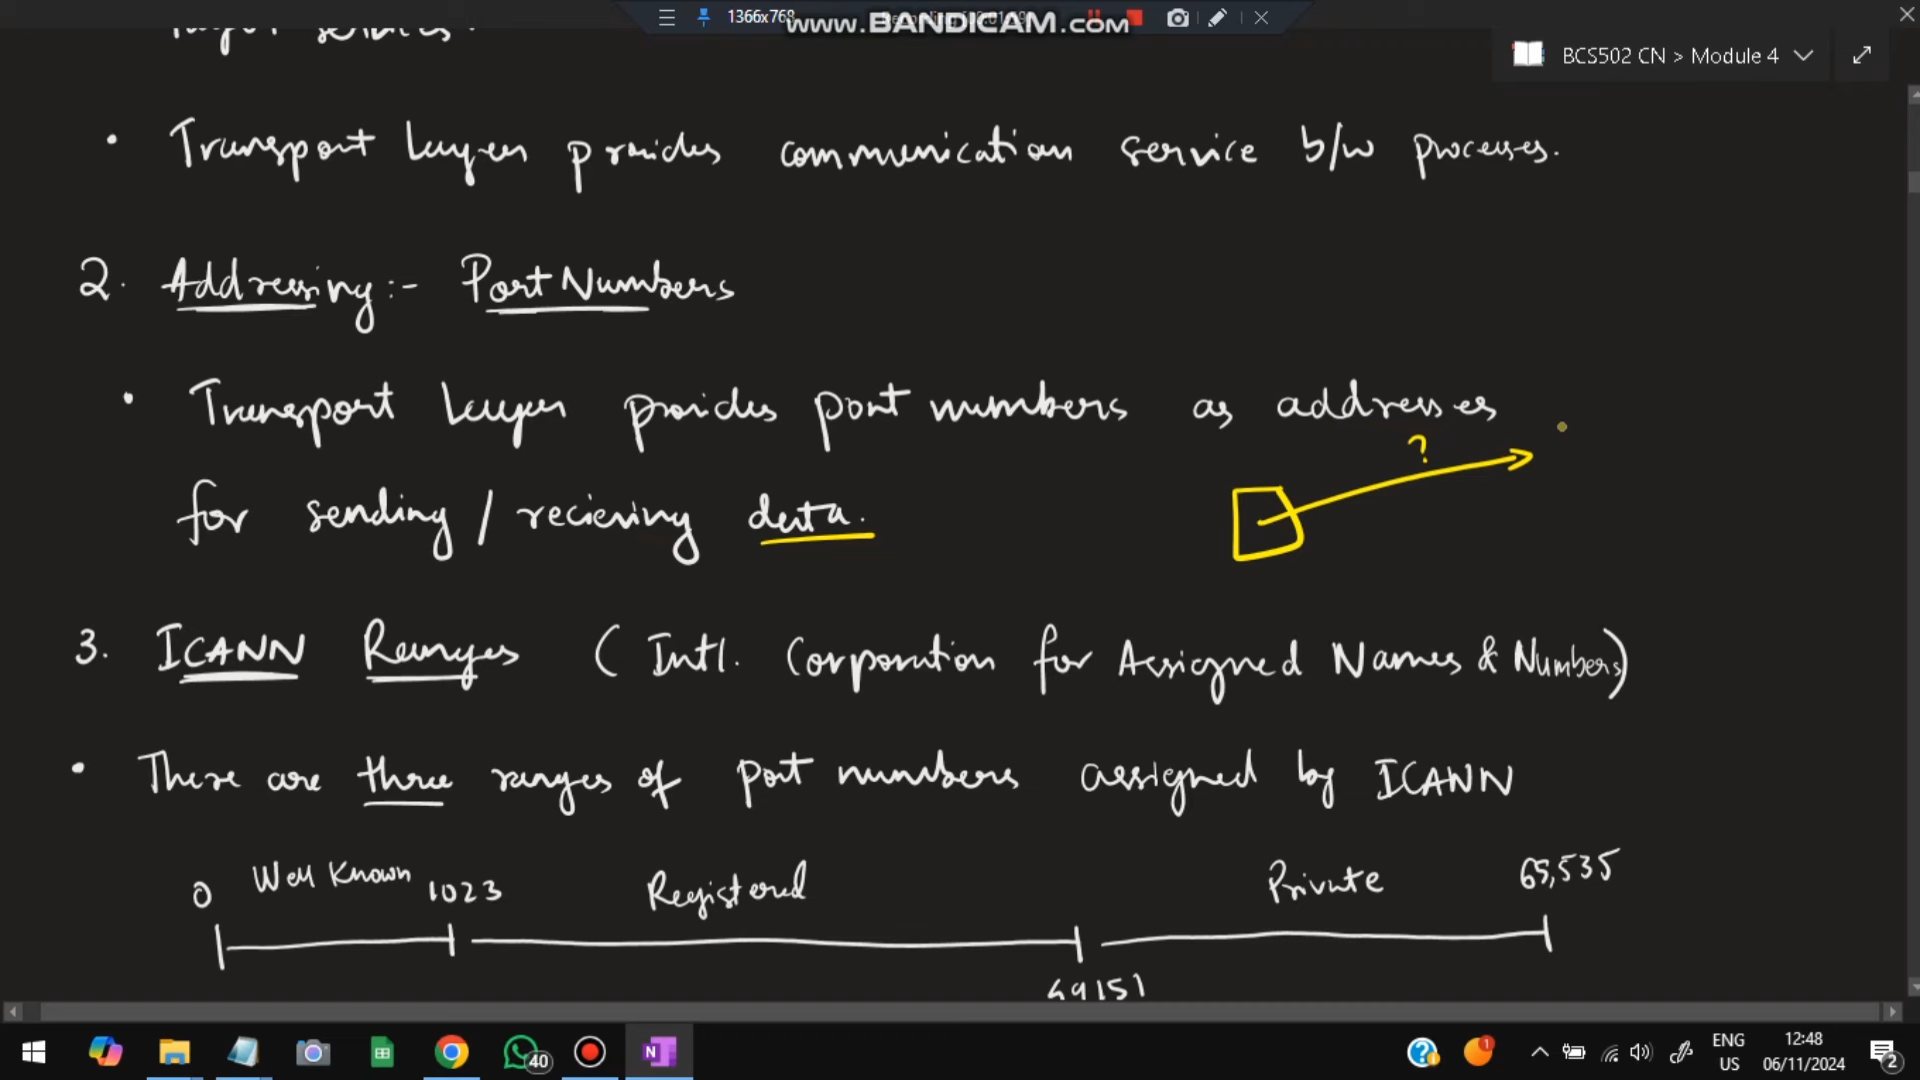 1366x768
www.BANDICAM.com
BCS502 CN > Module 4
services.
• Transport Layer provides communication service b/w processes.
2. Addressing:- Port Numbers
• Transport Layer provides port numbers as addresses
?
for sending / recieving data.
3. ICANN Ranges ( Intl. Corporation for Assigned Names & Numbers)
• There are three ranges of port numbers assigned by ICANN
0 Well Known 1023 Registered Private 65,535
49151
40
N
1
ENG
US
12:48
06/11/2024
2